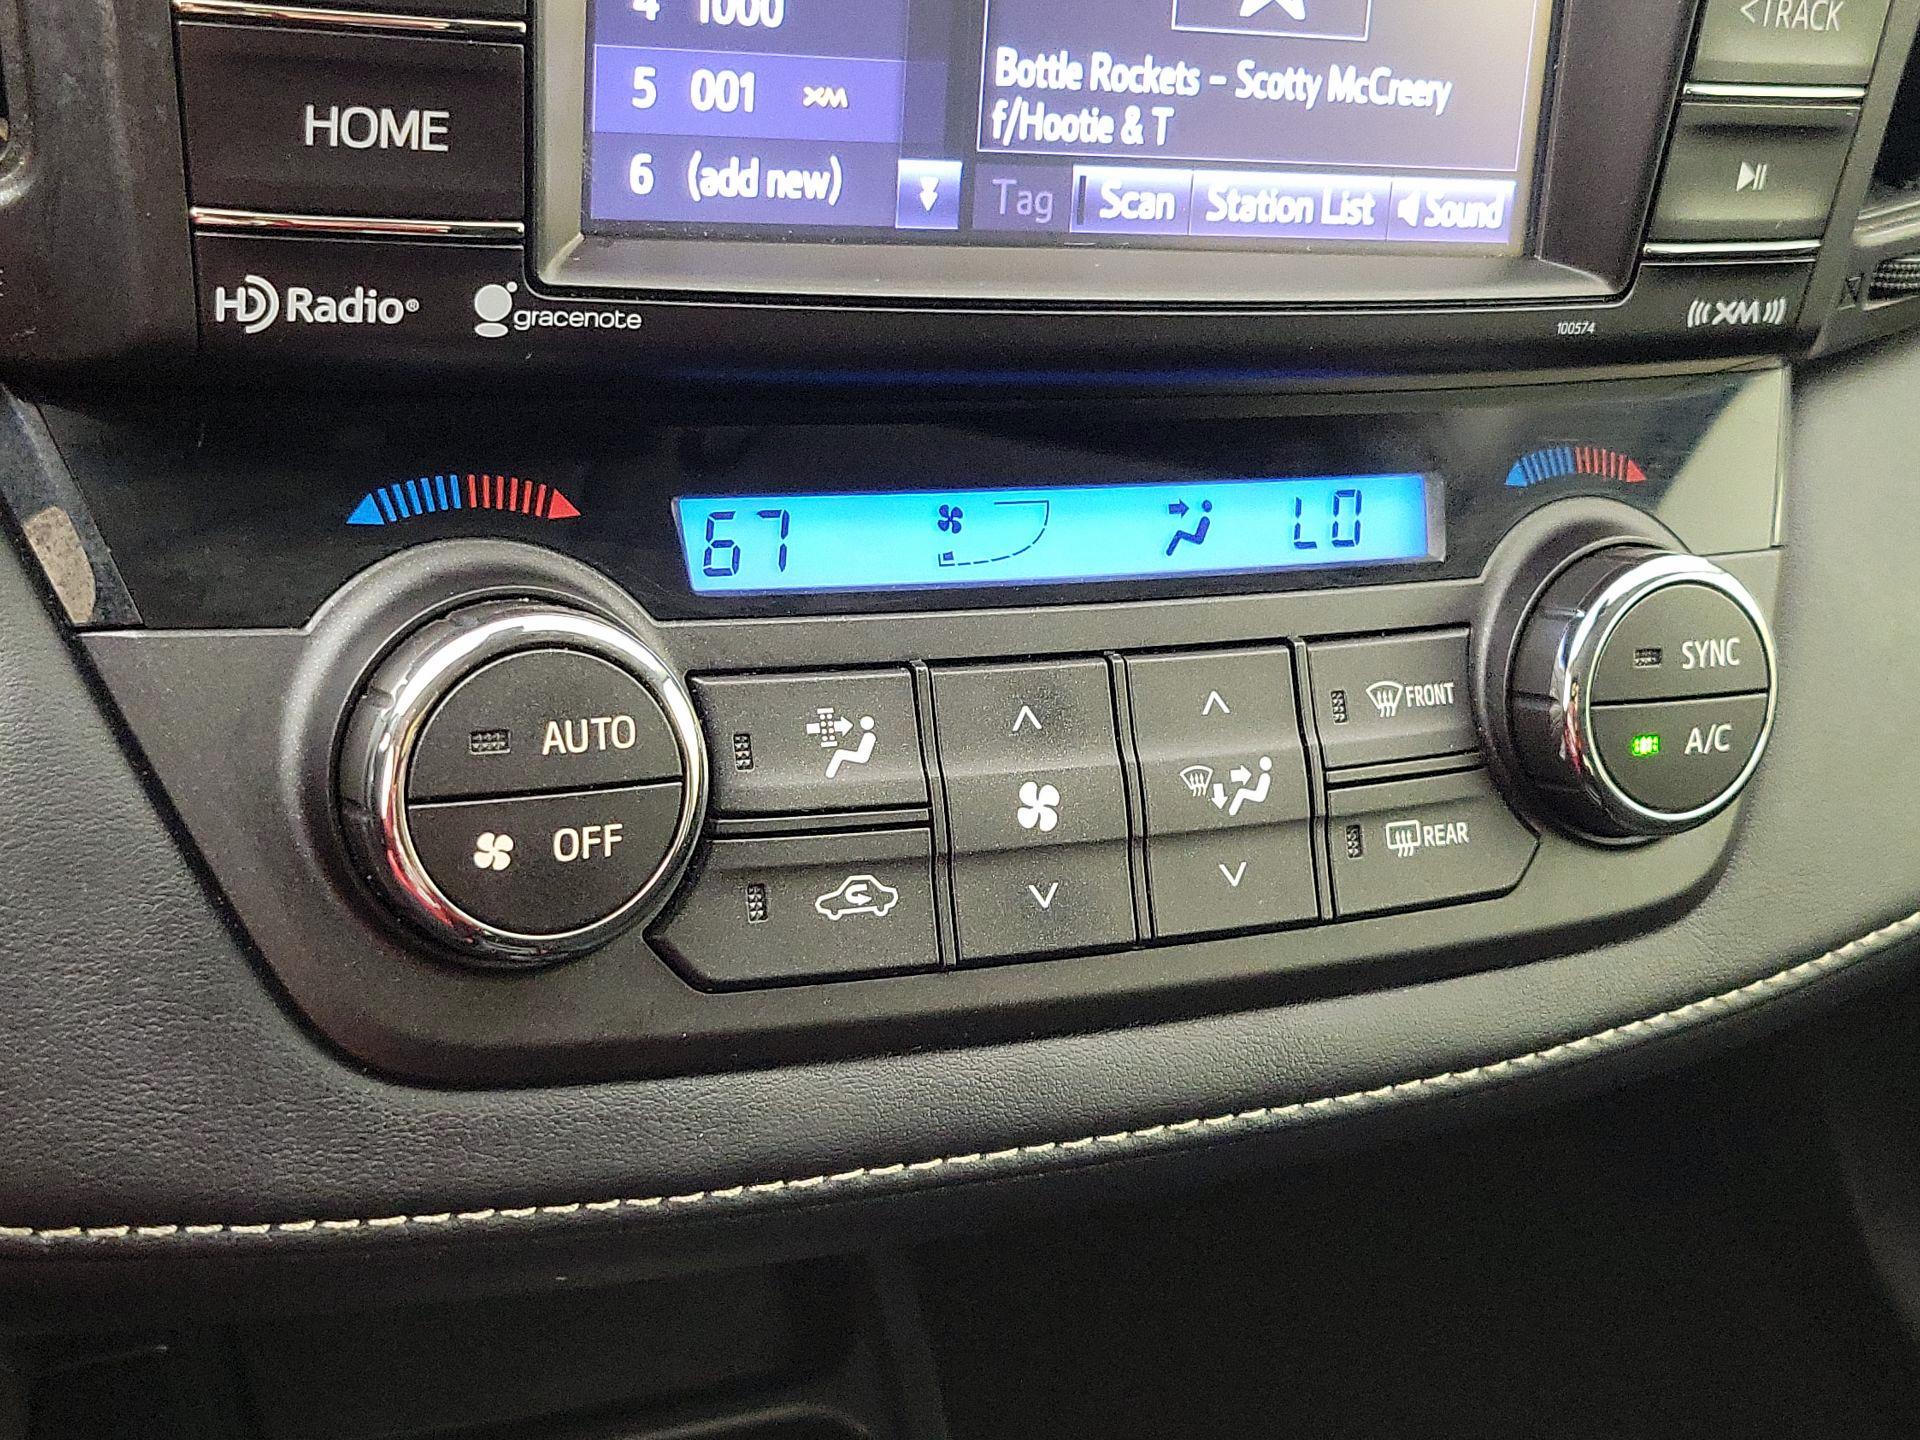 4 1000
5 001 XM
6 (add new)
Bottle Rockets - Scotty McCreery
f/Hootie & T
Tag Scan Station List Sound
<TRACK
HOME
HD Radio®
gracenote
100574
((( XM )))
67
LO
AUTO
OFF
FRONT
REAR
SYNC
A/C